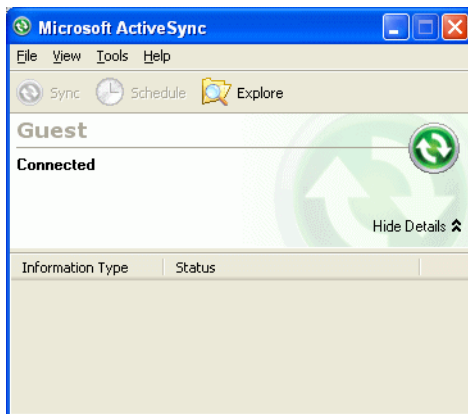 Microsoft ActiveSync
File View Tools Help
Sync Schedule Explore
Guest
Connected
Hide Details
Information Type Status